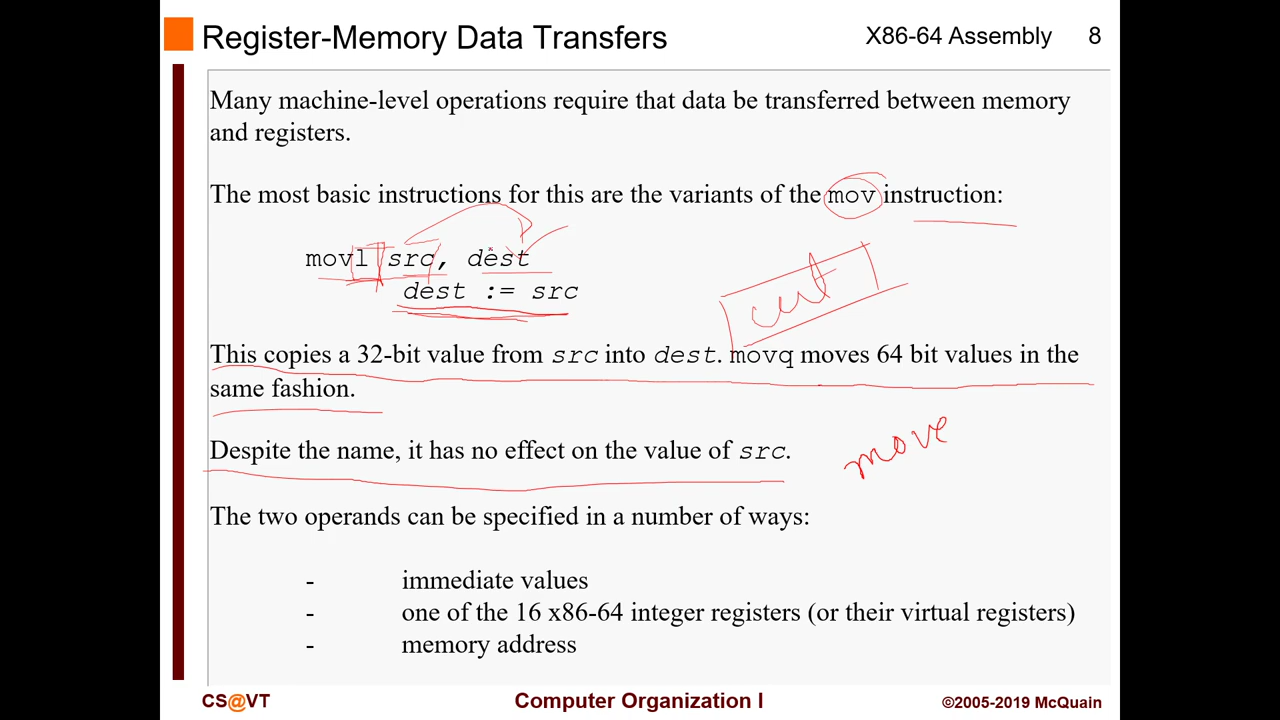 Register-Memory Data Transfers
X86-64 Assembly 8
Many machine-level operations require that data be transferred between memory
and registers.
The most basic instructions for this are the variants of the mov instruction:
movl src, dest
dest := src
cut
This copies a 32-bit value from src into dest. movq moves 64 bit values in the
same fashion.
move
Despite the name, it has no effect on the value of src.
The two operands can be specified in a number of ways:
- immediate values
- one of the 16 x86-64 integer registers (or their virtual registers)
- memory address
CS@VT Computer Organization I ©2005-2019 McQuain